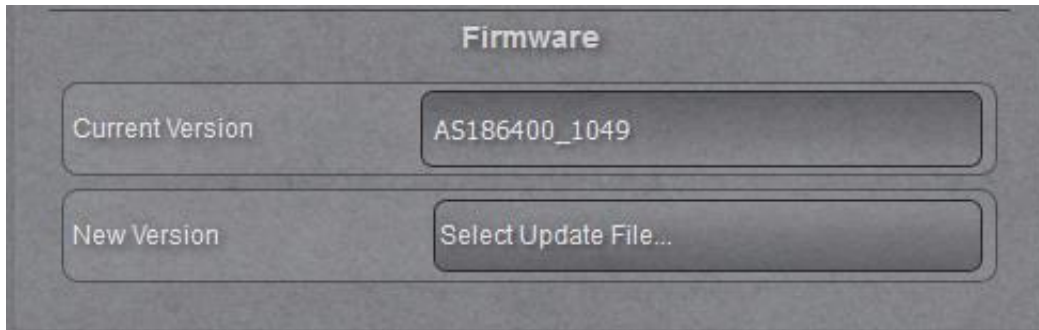 Firmware
Current Version
AS186400_1049
New Version
Select Update File...